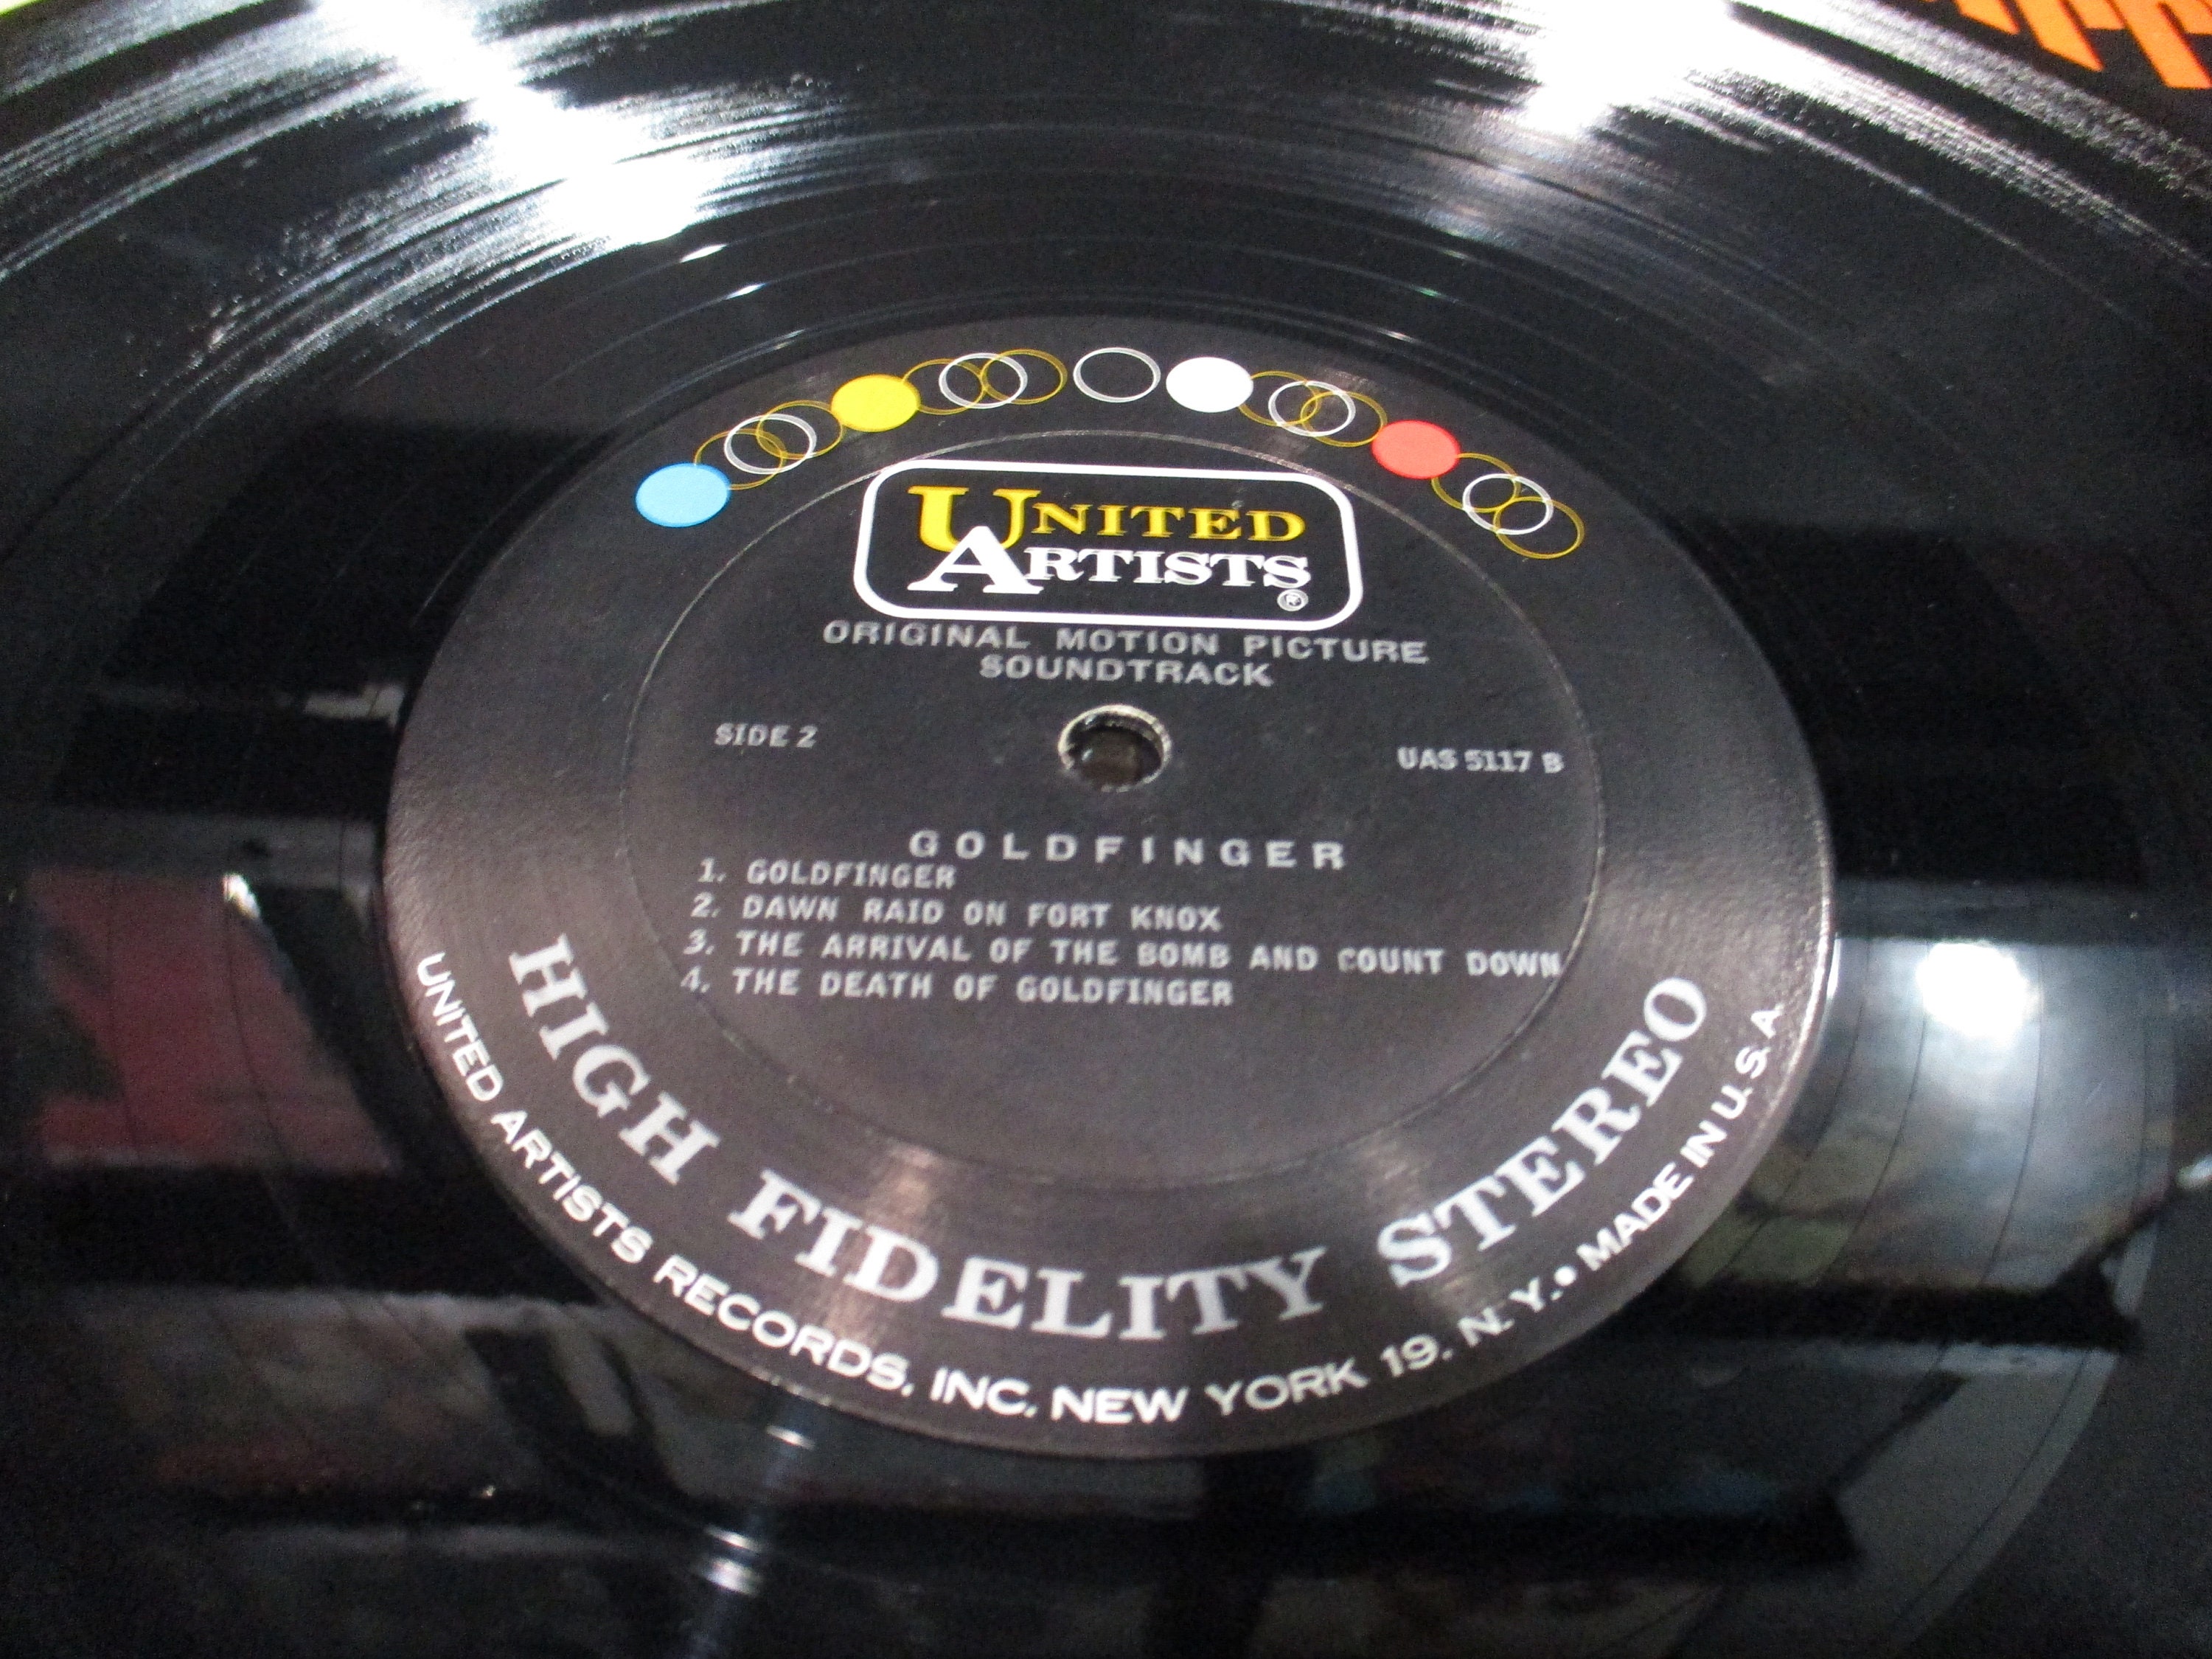 UNITED
ARTISTS
®
ORIGINAL MOTION PICTURE
SOUNDTRACK
SIDE 2
UAS 5117 B
GOLDFINGER
1. GOLDFINGER
2. DAWN RAID ON FORT KNOX
3. THE ARRIVAL OF THE BOMB AND COUNT DOWN
4. THE DEATH OF GOLDFINGER
HIGH FIDELITY STEREO
UNITED ARTISTS RECORDS, INC. NEW YORK 19, N.Y. • MADE IN U.S.A.